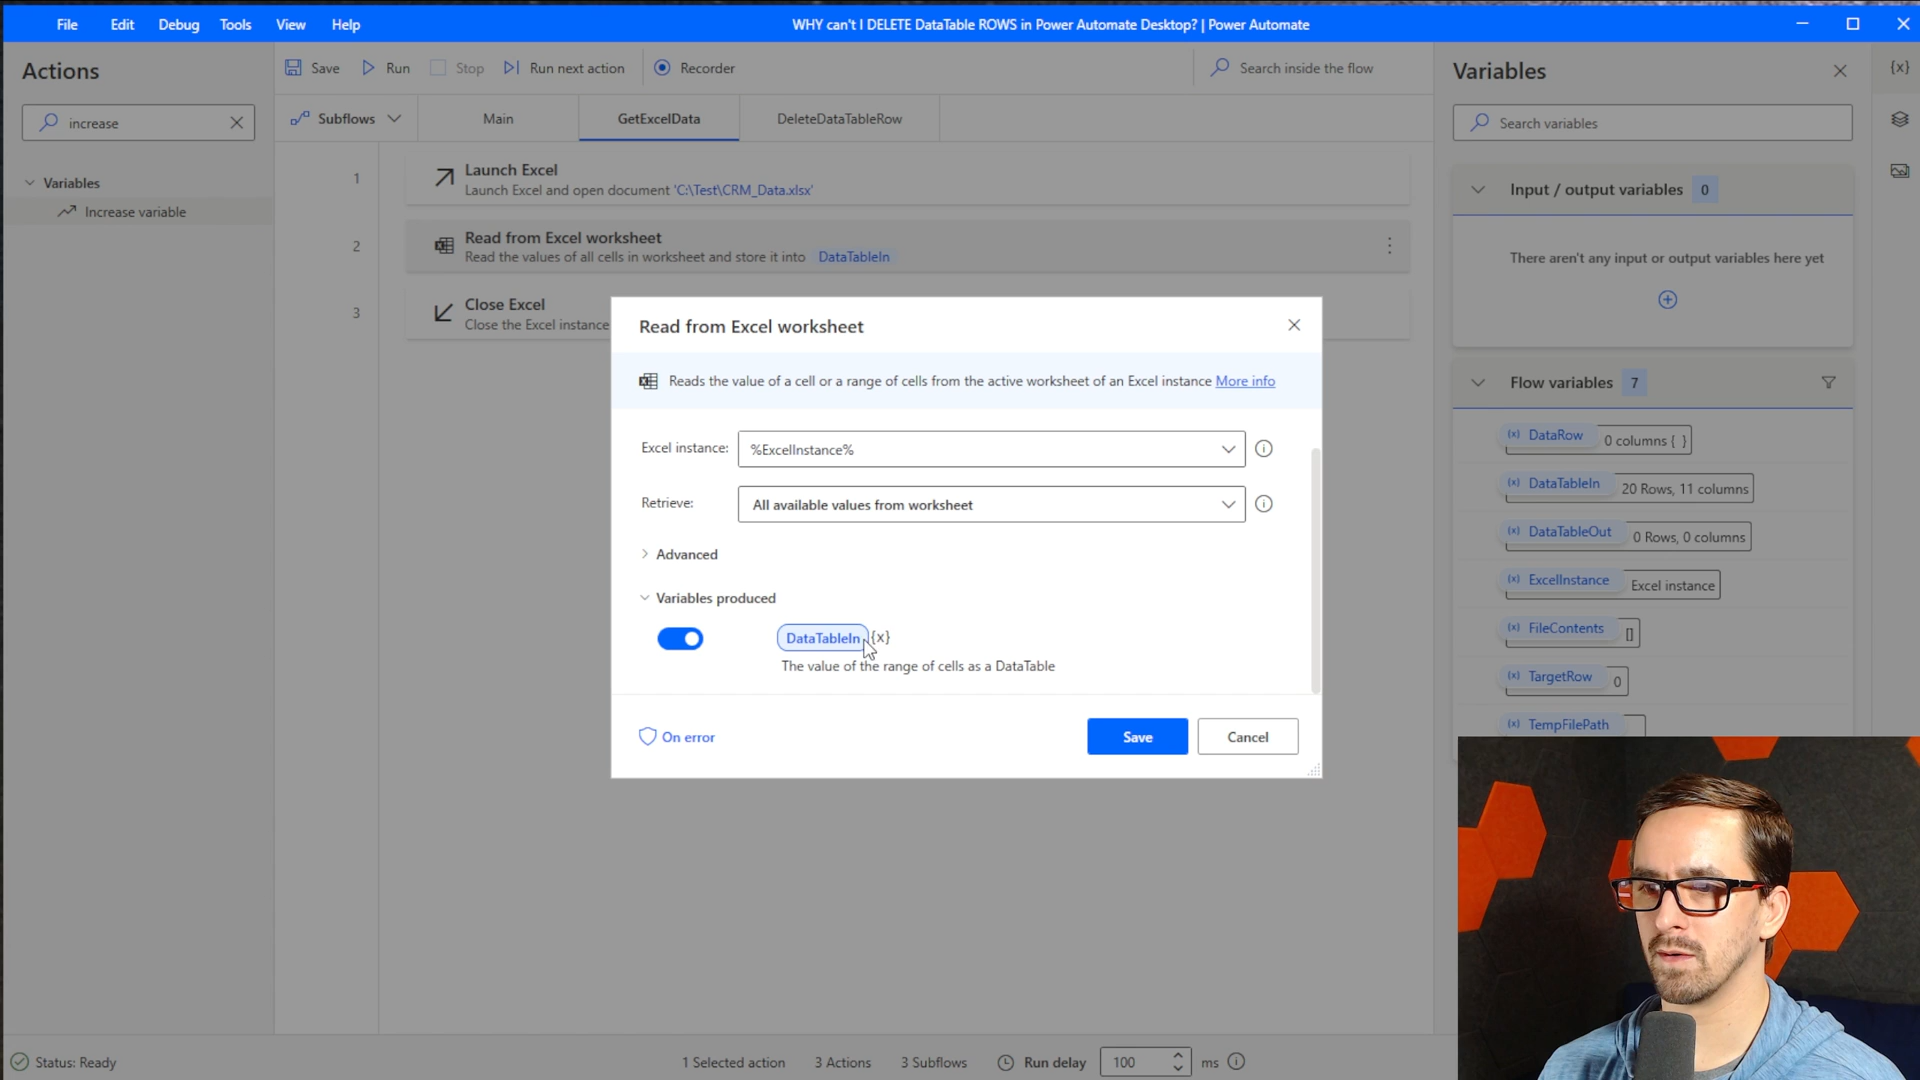 File Edit Debug Tools View Help
WHY can't I DELETE DataTable ROWS in Power Automate Desktop? | Power Automate
Actions
increase
Variables
Increase variable
Save Run Stop Run next action Recorder
Search inside the flow
Subflows Main GetExcelData DeleteDataTableRow
1
Launch Excel
Launch Excel and open document 'C:\Test\CRM_Data.xlsx'
2
Read from Excel worksheet
Read the values of all cells in worksheet and store it into DataTableIn
3
Close Excel
Close the Excel instance
Read from Excel worksheet
Reads the value of a cell or a range of cells from the active worksheet of an Excel instance More info
Excel instance: %ExcelInstance%
Retrieve: All available values from worksheet
Advanced
Variables produced
DataTableIn {x}
The value of the range of cells as a DataTable
On error
Save
Cancel
Variables
{x}
Search variables
Input / output variables 0
There aren't any input or output variables here yet
Flow variables 7
(x) DataRow 0 columns { }
(x) DataTableIn 20 Rows, 11 columns
(x) DataTableOut 0 Rows, 0 columns
(x) ExcelInstance Excel instance
(x) FileContents []
(x) TargetRow 0
(x) TempFilePath
Status: Ready
1 Selected action
3 Actions
3 Subflows
Run delay 100 ms